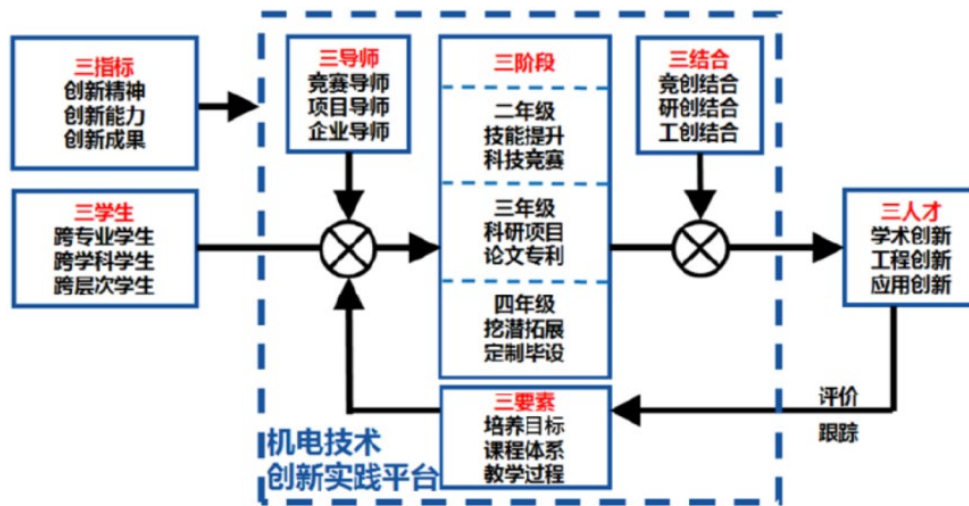 三指标
创新精神
创新能力
创新成果
三学生
跨专业学生
跨学科学生
跨层次学生
三导师
竞赛导师
项目导师
企业导师
三阶段
二年级
技能提升
科技竞赛
三年级
科研项目
论文专利
四年级
挖潜拓展
定制毕设
三结合
竞创结合
研创结合
工创结合
三人才
学术创新
工程创新
应用创新
评价
跟踪
三要素
培养目标
课程体系
教学过程
机电技术
创新实践平台